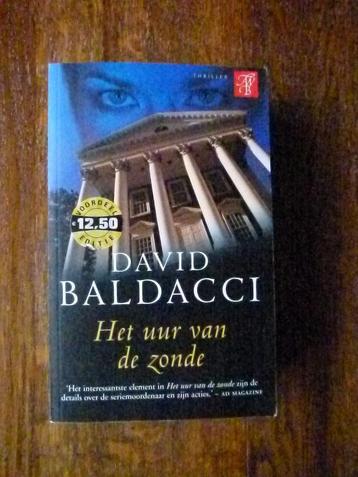 THRILLER
AWB
VOORDEEL
€12,50
EDITIE
DAVID
BALDACCI
Het uur van
de zonde
'Het interessantste element in Het uur van de zonde zijn de
details over de seriemoordenaar en zijn acties.' – AD MAGAZINE